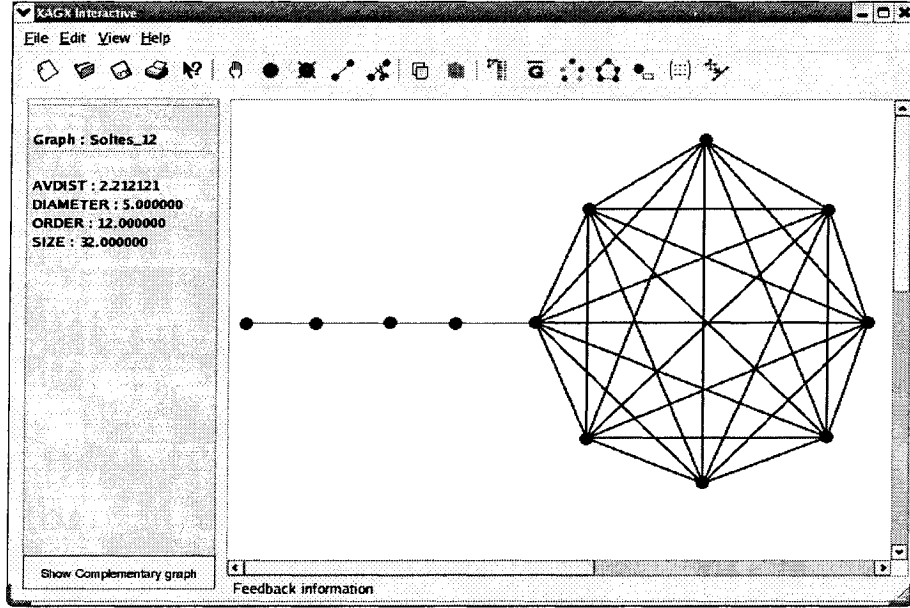 XAGX Interactive
File Edit View Help
Graph : Soltes_12
AVDIST : 2.212121
DIAMETER : 5.000000
ORDER : 12.000000
SIZE : 32.000000
Show Complementary graph
Feedback information